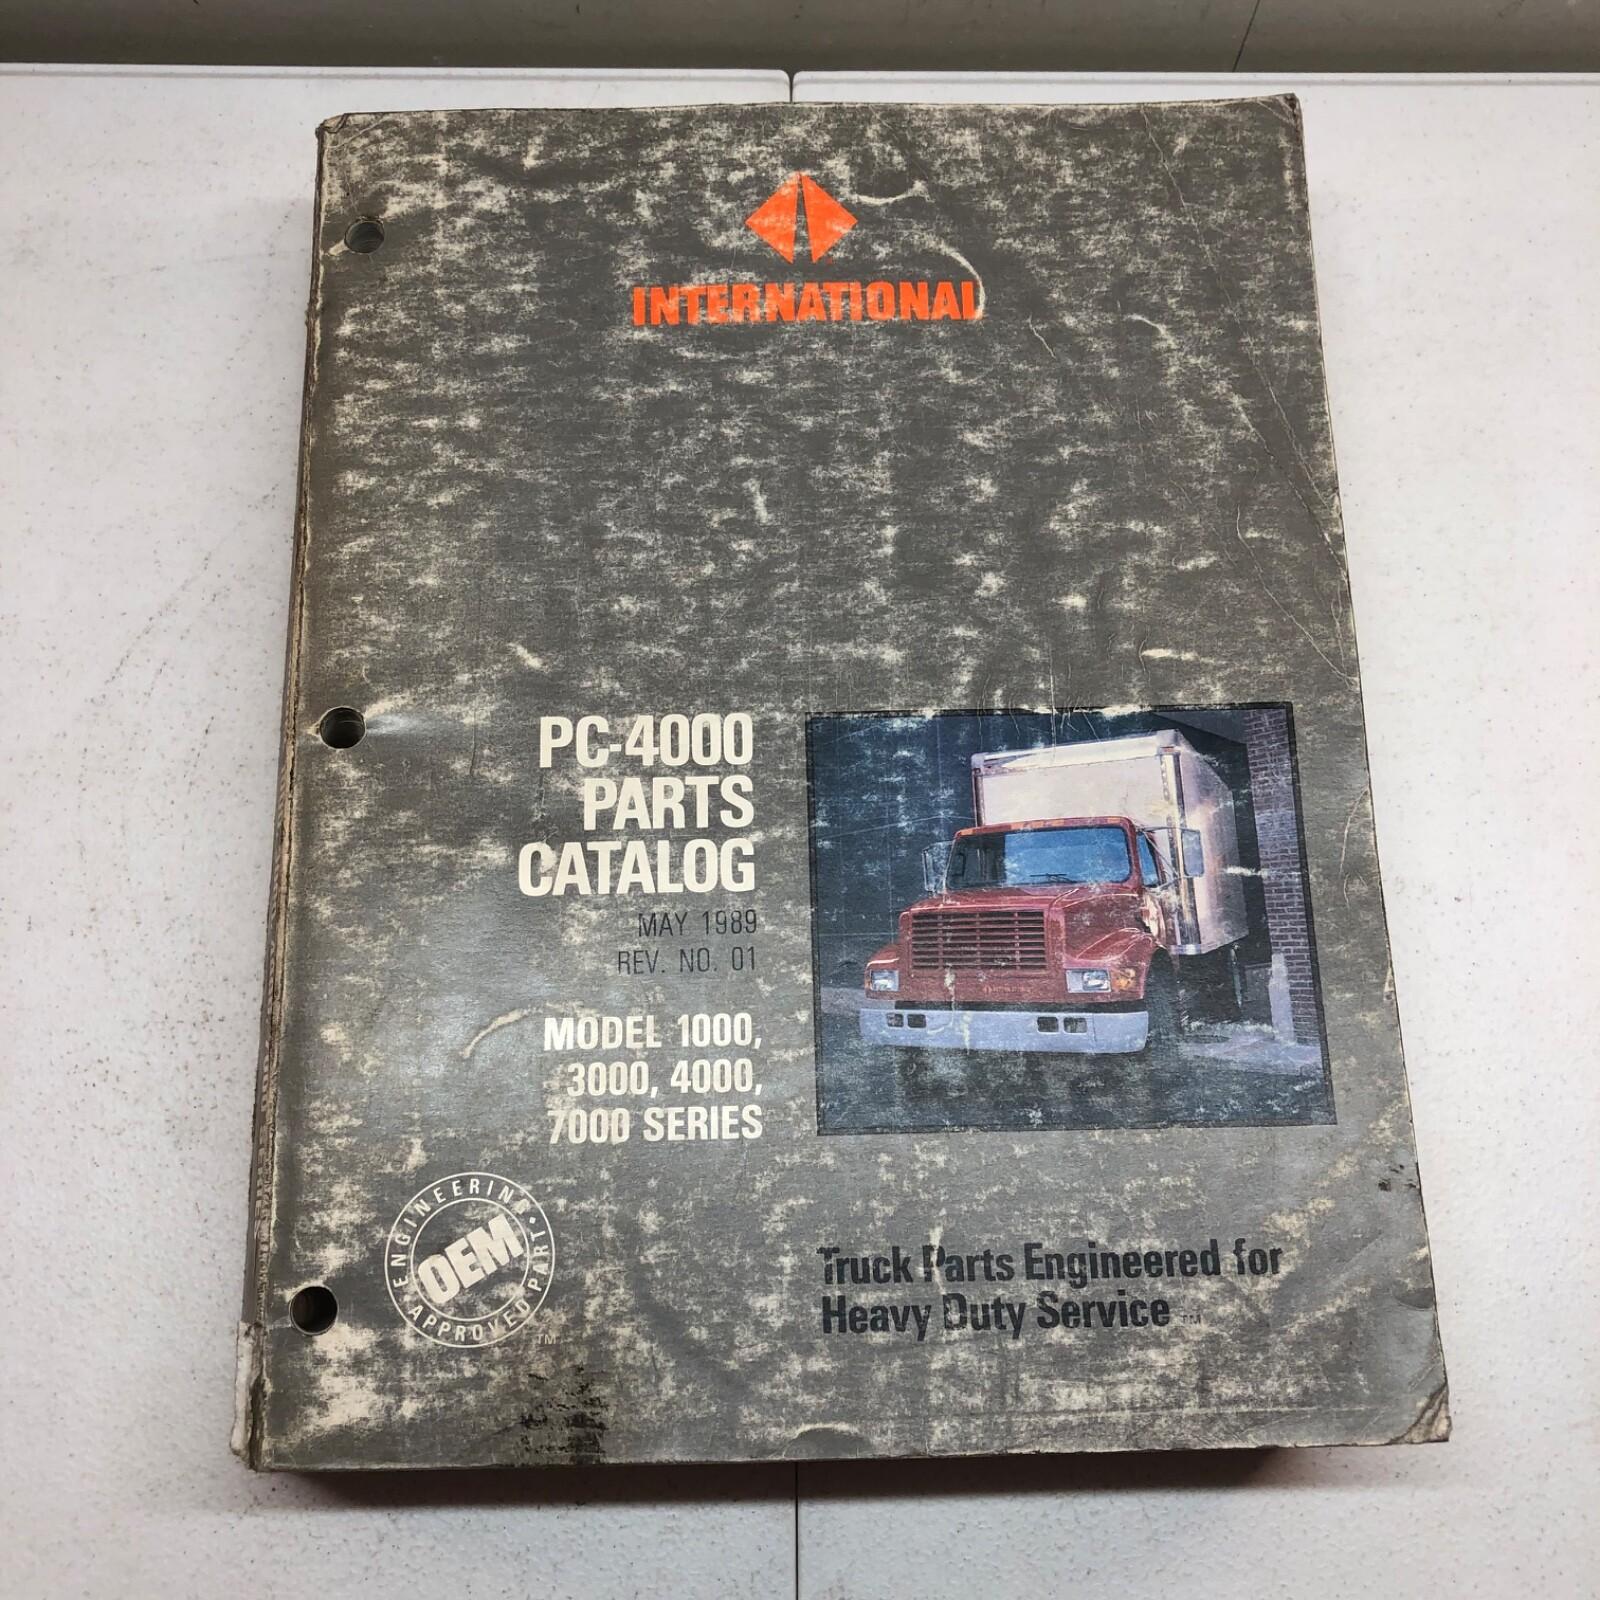 INTERNATIONAL
PC-4000
PARTS
CATALOG
MAY 1989
REV. NO. 01
MODEL 1000,
3000, 4000,
7000 SERIES
ENGINEERING • APPROVED PART
OEM
TM
Truck Parts Engineered for
Heavy Duty Service TM